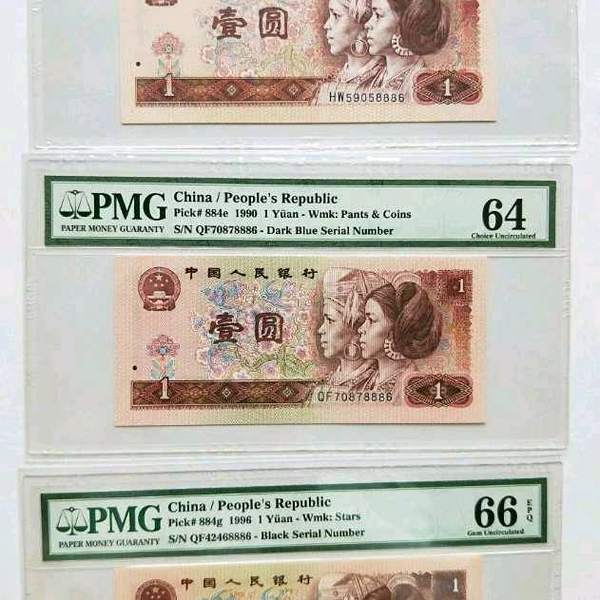 壹圆
1
HW59058886
1
PMG
PAPER MONEY GUARANTY
China / People's Republic
Pick# 884e 1990 1 Yüan - Wmk: Pants & Coins
S/N QF70878886 - Dark Blue Serial Number
64
Choice Uncirculated
中国人民银行
1
壹圆
1
QF70878886
1
PMG
PAPER MONEY GUARANTY
China / People's Republic
Pick# 884g 1996 1 Yüan - Wmk: Stars
S/N QF42468886 - Black Serial Number
66
EPQ
Gem Uncirculated
中国人民银行
1